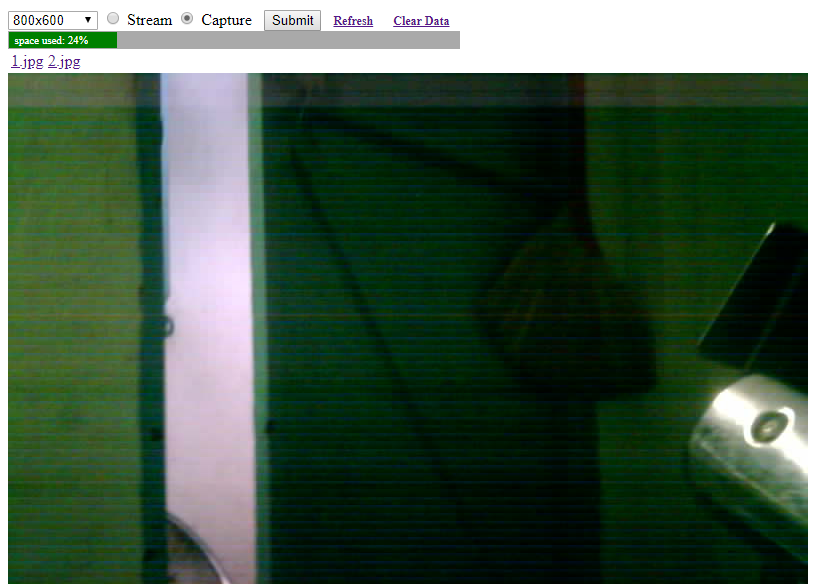 800x600 Stream Capture Submit Refresh Clear Data
space used: 24%
1.jpg 2.jpg